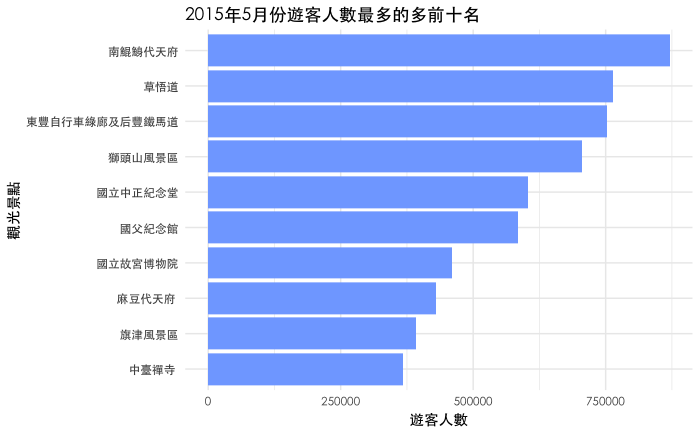 2015年5月份遊客人數最多的多前十名
觀光景點
南鯤鯓代天府
草悟道
東豐自行車綠廊及后豐鐵馬道
獅頭山風景區
國立中正紀念堂
國父紀念館
國立故宮博物院
麻豆代天府
旗津風景區
中臺禪寺
0 250000 500000 750000
遊客人數